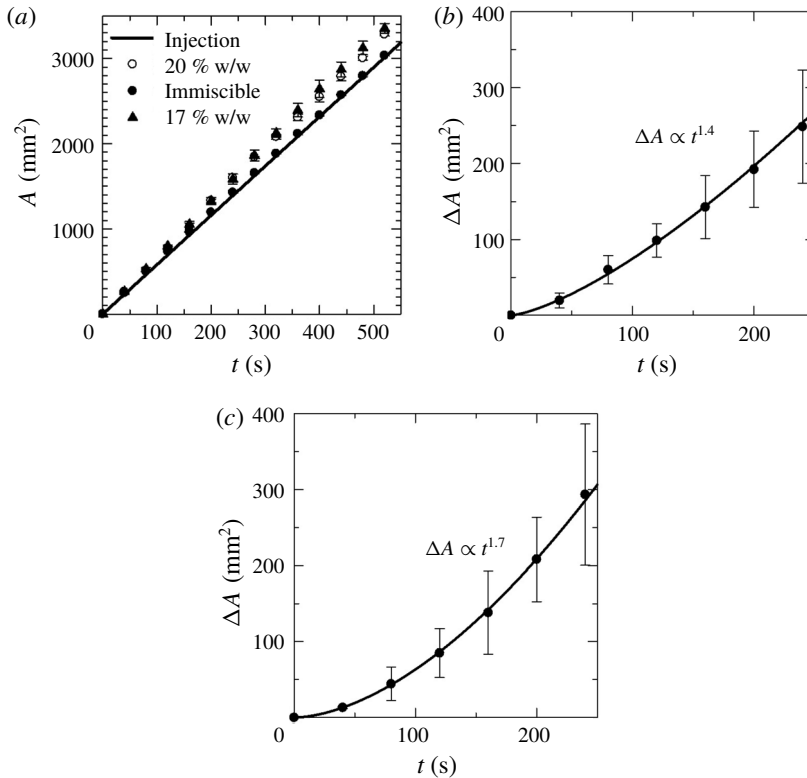 (a)
Injection
20 % w/w
Immiscible
17 % w/w
3000
2000
1000
A (mm²)
0 100 200 300 400 500
t (s)
(b)
400
300
200
100
ΔA (mm²)
ΔA ∝ t^1.4
0 100 200
t (s)
(c)
400
300
200
100
ΔA (mm²)
ΔA ∝ t^1.7
0 100 200
t (s)